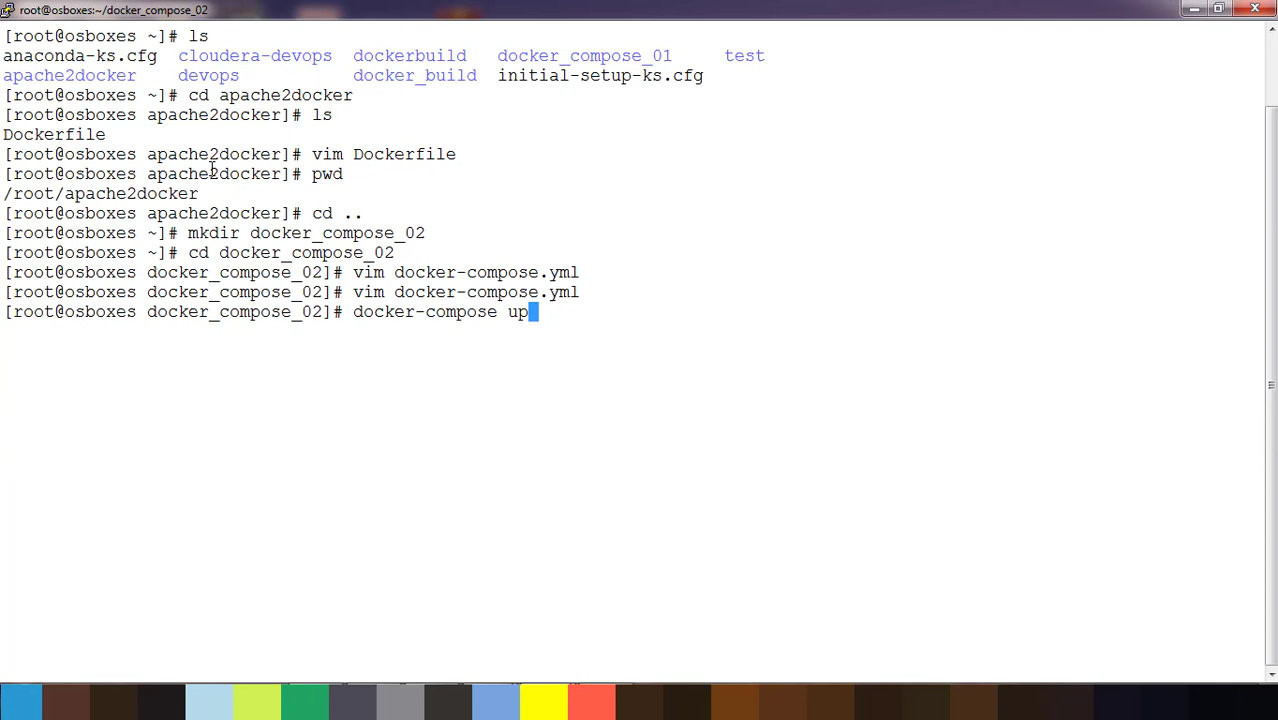 root@osboxes:~/docker_compose_02
[root@osboxes ~]# ls
anaconda-ks.cfg  cloudera-devops  dockerbuild   docker_compose_01     test
apache2docker    devops           docker_build  initial-setup-ks.cfg
[root@osboxes ~]# cd apache2docker
[root@osboxes apache2docker]# ls
Dockerfile
[root@osboxes apache2docker]# vim Dockerfile
[root@osboxes apache2docker]# pwd
/root/apache2docker
[root@osboxes apache2docker]# cd ..
[root@osboxes ~]# mkdir docker_compose_02
[root@osboxes ~]# cd docker_compose_02
[root@osboxes docker_compose_02]# vim docker-compose.yml
[root@osboxes docker_compose_02]# vim docker-compose.yml
[root@osboxes docker_compose_02]# docker-compose up